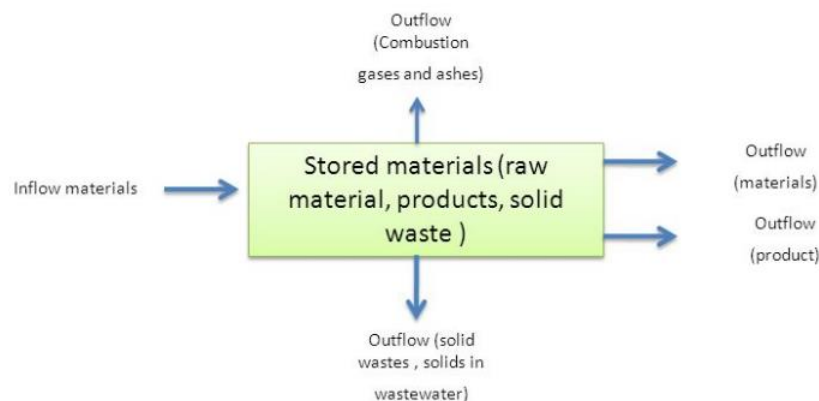 Outflow
(Combustion
gases and ashes)
Inflow materials
Stored materials (raw
material, products, solid
waste )
Outflow
(materials)
Outflow
(product)
Outflow (solid
wastes , solids in
wastewater)